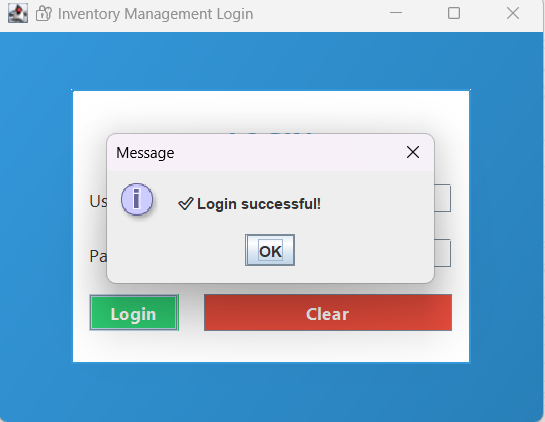 Inventory Management Login
Message
Login successful!
OK
Login
Clear